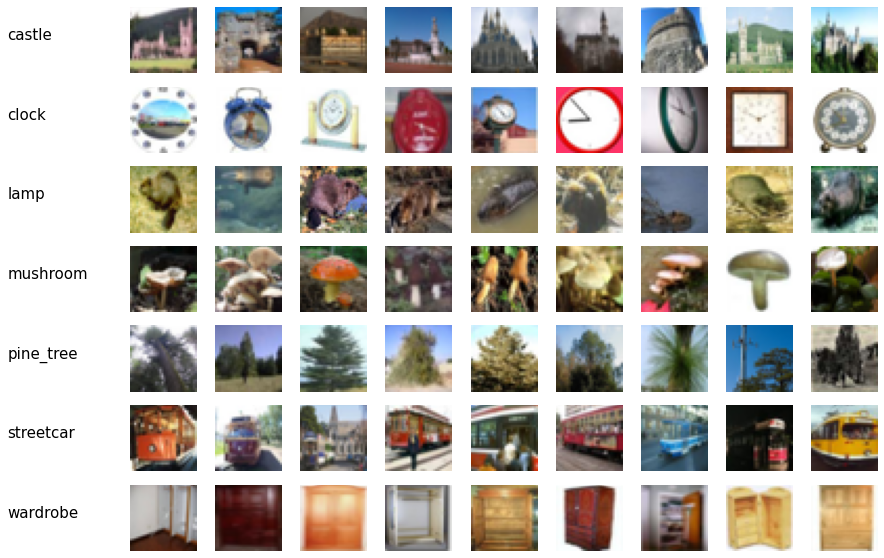 castle
clock
lamp
mushroom
pine_tree
streetcar
wardrobe